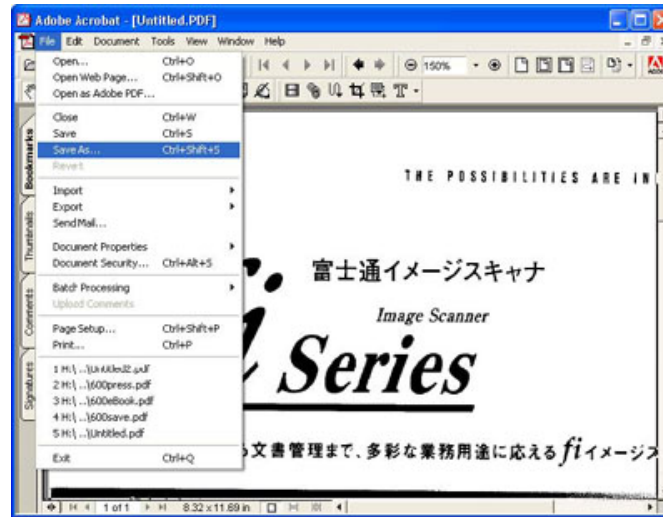 Adobe Acrobat - [Untitled.PDF]
File Edit Document Tools View Window Help
150%
Open... Ctrl+O
Open Web Page... Ctrl+Shift+O
Open as Adobe PDF...
Close Ctrl+W
Save Ctrl+S
Save As... Ctrl+Shift+S
Revert
Import
Export
Send Mail...
Document Properties
Document Security... Ctrl+Alt+S
Batch Processing
Upload Comments
Page Setup... Ctrl+Shift+P
Print... Ctrl+P
1 H:\...\Untitled2.pdf
2 H:\...\600press.pdf
3 H:\...\600eBook.pdf
4 H:\...\600save.pdf
5 H:\...\Untitled.pdf
Exit Ctrl+Q
Bookmarks
Thumbnails
Comments
Signatures
THE POSSIBILITIES ARE IN
富士通イメージスキャナ
Image Scanner
i Series
文書管理まで、多彩な業務用途に応えるfiイメージス
1 of 1 8.32 x 11.69 in